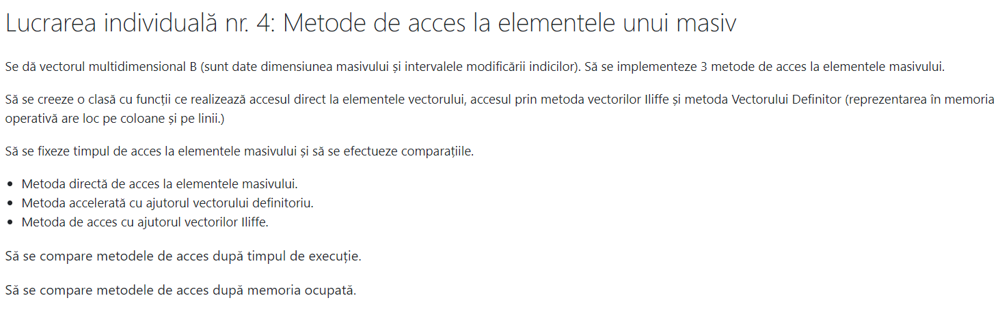 Lucrarea individuală nr. 4: Metode de acces la elementele unui masiv
Se dă vectorul multidimensional B (sunt date dimensiunea masivului și intervalele modificării indicilor). Să se implementeze 3 metode de acces la elementele masivului.
Să se creeze o clasă cu funcții ce realizează accesul direct la elementele vectorului, accesul prin metoda vectorilor Iliffe și metoda Vectorului Definitor (reprezentarea în memoria
operativă are loc pe coloane și pe linii.)
Să se fixeze timpul de acces la elementele masivului și să se efectueze comparațiile.
• Metoda directă de acces la elementele masivului.
• Metoda accelerată cu ajutorul vectorului definitoriu.
• Metoda de acces cu ajutorul vectorilor Iliffe.
Să se compare metodele de acces după timpul de execuție.
Să se compare metodele de acces după memoria ocupată.